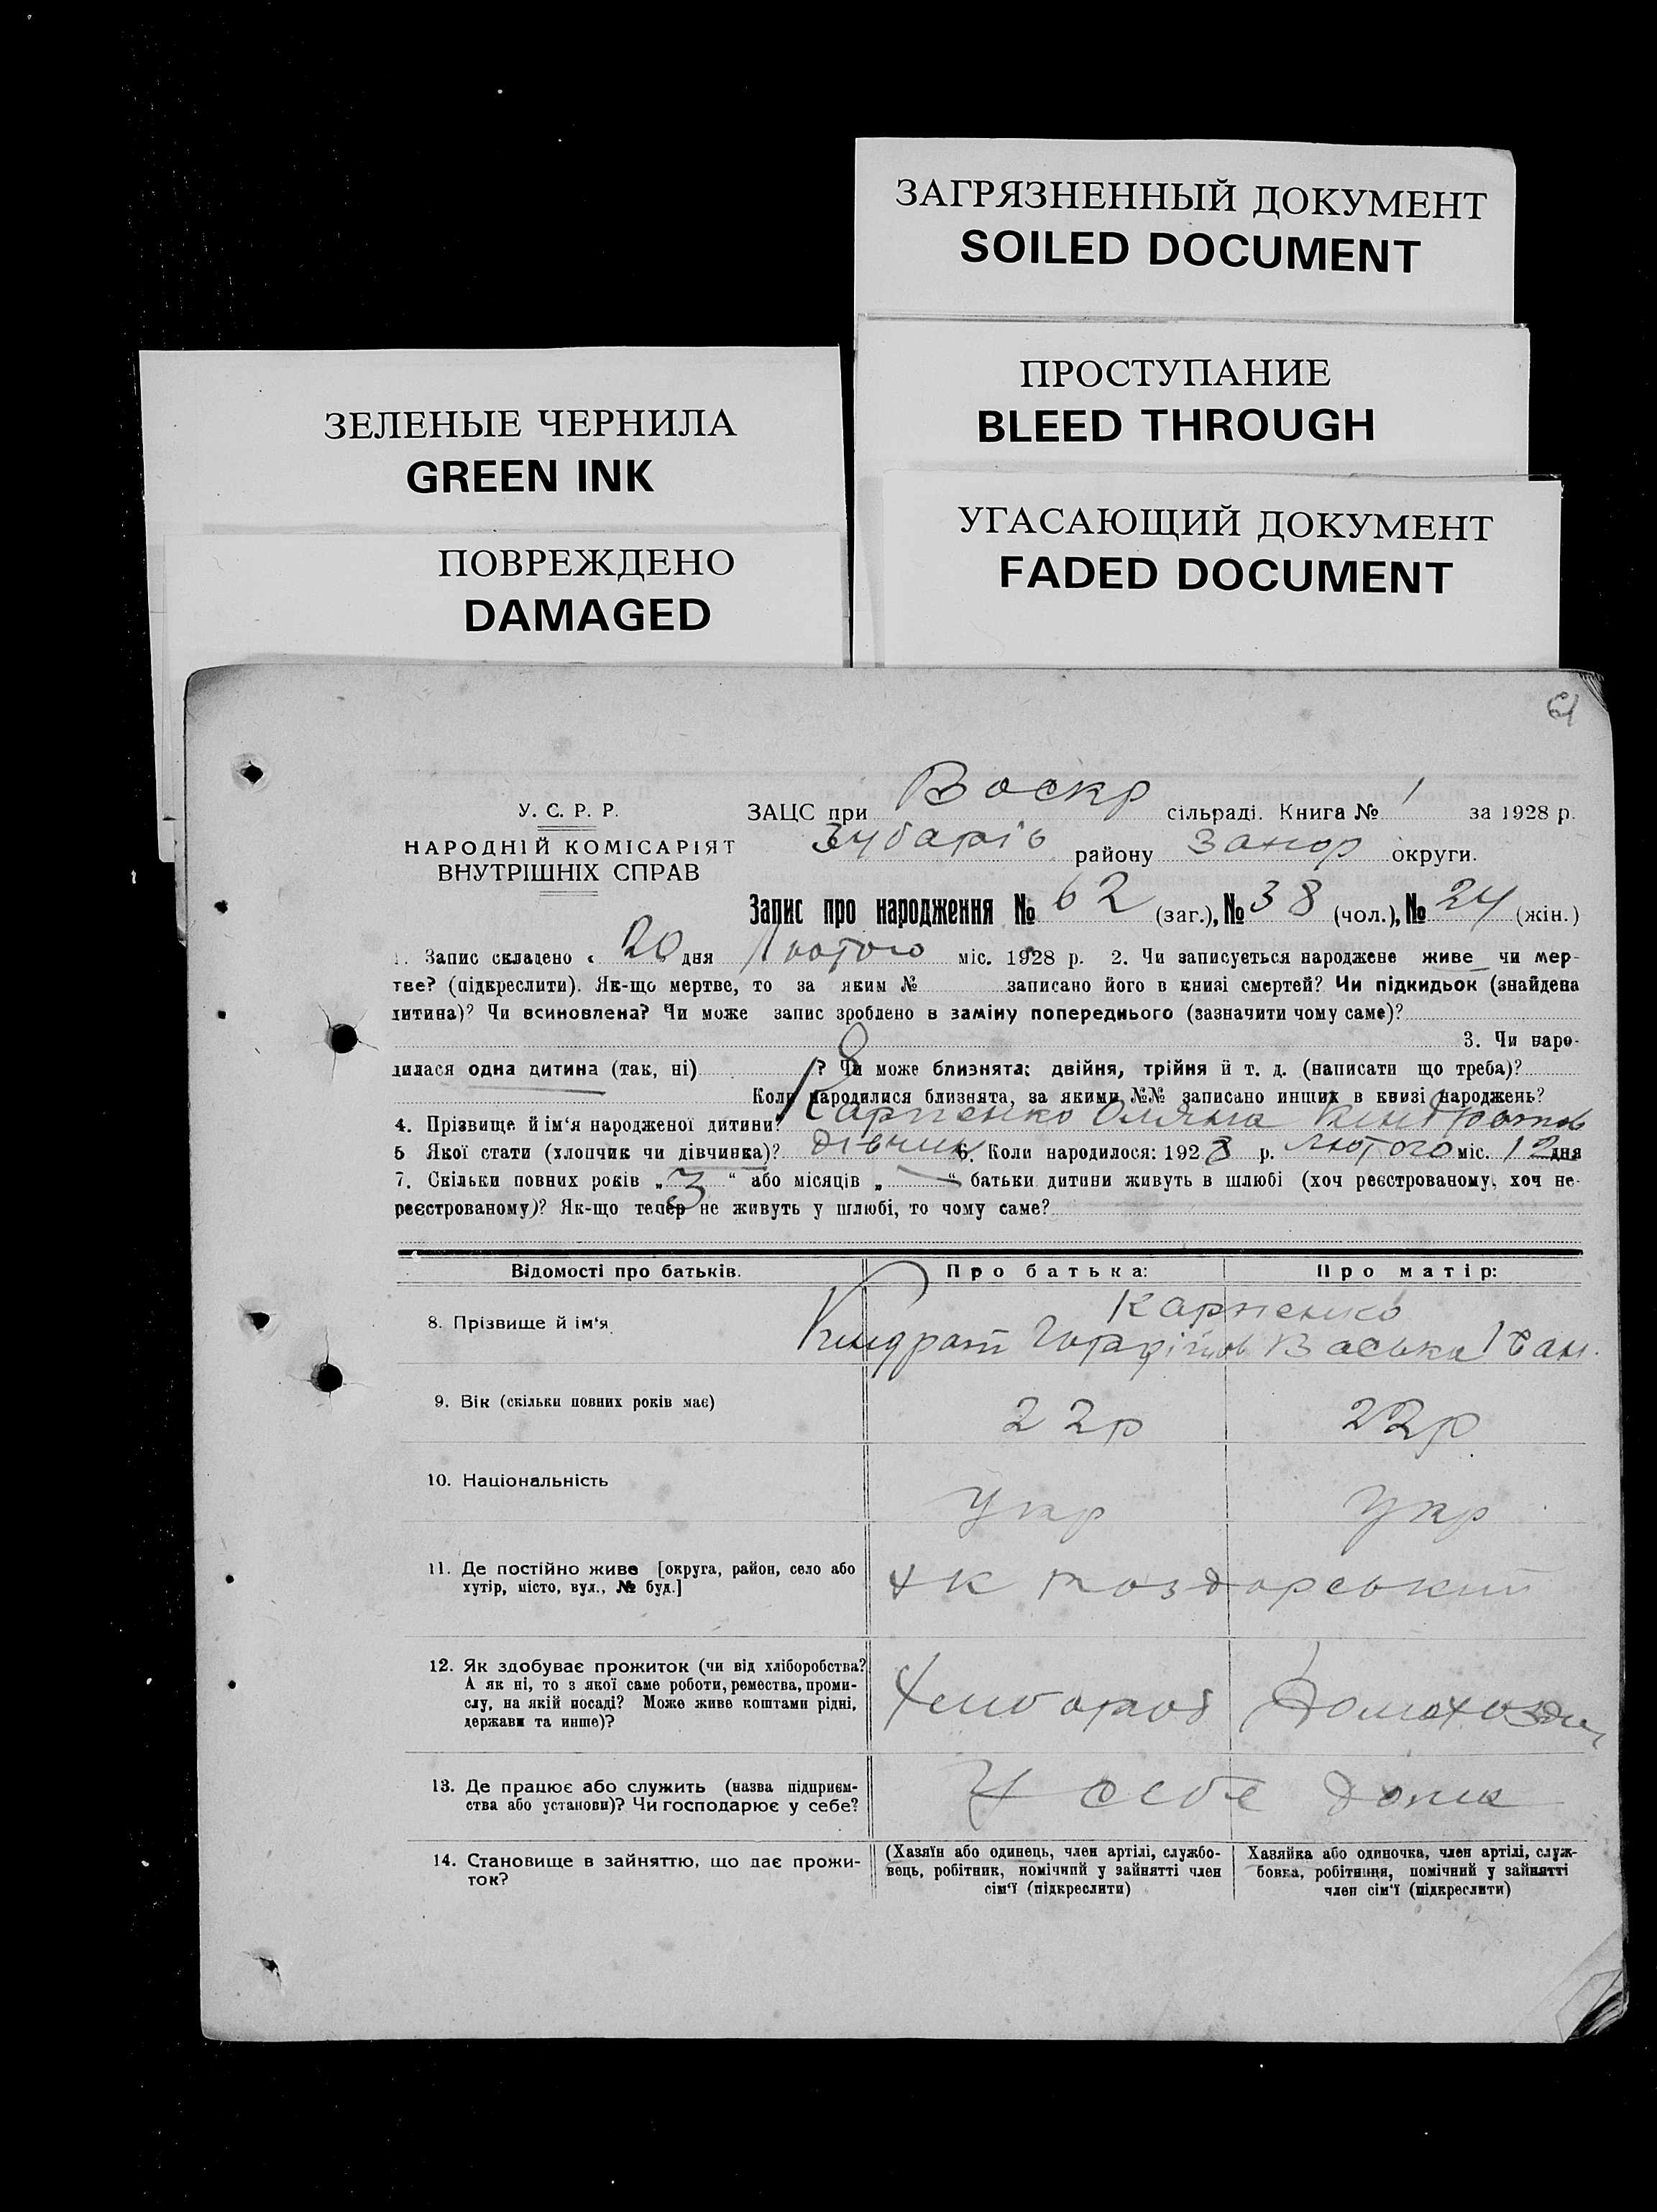 ЗАГРЯЗНЕННЫЙ ДОКУМЕНТ
SOILED DOCUMENT
ПРОСТУПАНИЕ
BLEED THROUGH
ЗЕЛЕНЫЕ ЧЕРНИЛА
GREEN INK
УГАСАЮЩИЙ ДОКУМЕНТ
FADED DOCUMENT
ПОВРЕЖДЕНО
DAMAGED
61
У. С. Р. Р.
НАРОДНІЙ КОМІСАРІЯТ
ВНУТРІШНІХ СПРАВ
ЗАЦС при Воскр сільраді. Книга № 1 за 1928 р.
району Запор округи.
Запис про народження № 62 (заг.), № 38 (чол.), № 24 (жін.)
1. Запис складено „ 20 „ дня Лютого міс. 1928 р. 2. Чи записується народжене живе чи мер-
тве? (підкреслити). Як-що мертве, то за яким № записано його в книзі смертей? Чи підкидьок (знайдена
дитина)? Чи всиновлена? Чи може запис зроблено в заміну попереднього (зазначити чому саме)?
3. Чи наро-
дилася одна дитина (так, ні) ? Чи може близнята: двійня, трійня й т. д. (написати що треба)?
Коли народилися близнята, за якими №№ записано инших в книзі народжень?
4. Прізвище й ім'я народженої дитини? Карпенко Оляна Киндратов
5 Якої стати (хлопчик чи дівчинка)? дівчин 6. Коли народилося: 1928 р. лютого міс. 12 дня
7. Скільки повних років „ 3 “ або місяців „ — “ батьки дитини живуть в шлюбі (хоч реєстрованому, хоч не-
реєстрованому)? Як-що тепер не живуть у шлюбі, то чому саме?
Відомості про батьків.
Про батька:
Про матір:
8. Прізвище й ім'я
Карпенко
Киндрат Васька Іван.
9. Вік (скільки повних років має)
22р
22р
10. Національність
Укр
Укр
11. Де постійно живе [округа, район, село або
хутір, місто, вул., № буд.]
12. Як здобуває прожиток (чи від хліборобства?
А як ні, то з якої саме роботи, ремества, проми-
слу, на якій посаді? Може живе коштами рідні,
держави та инше)?
13. Де працює або служить (назва підприєм-
ства або установи)? Чи господарює у себе?
У себе дома
14. Становище в зайняттю, що дає прожи-
ток?
(Хазяїн або одинець, член артілі, службо-
вець, робітник, помічний у зайнятті член
сім'ї (підкреслити)
Хазяйка або одиночка, член артілі, служ-
бовка, робітниця, помічний у зайнятті
член сім'ї (підкреслити)